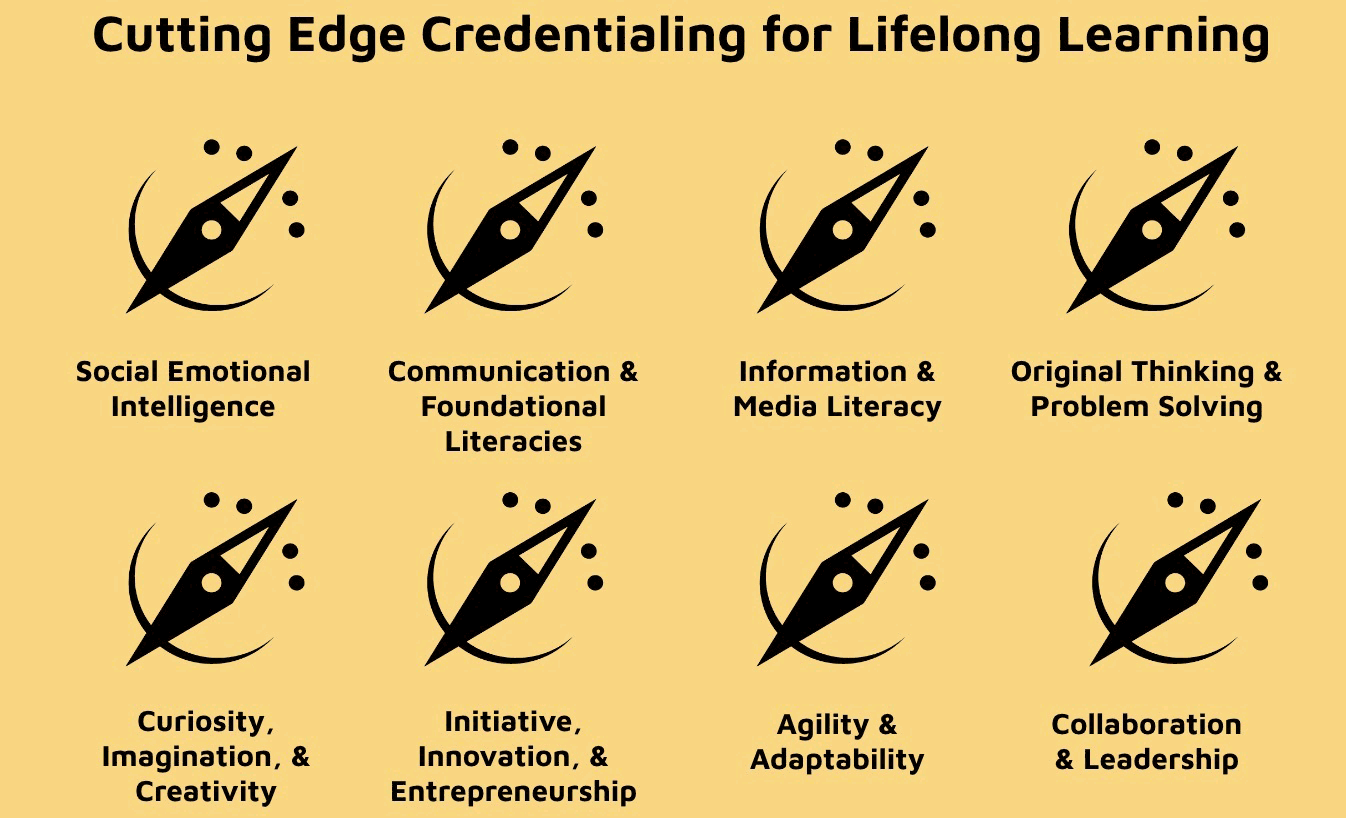 Cutting Edge Credentialing for Lifelong Learning
Social Emotional
Intelligence
Communication &
Foundational
Literacies
Information &
Media Literacy
Original Thinking &
Problem Solving
Curiosity,
Imagination, &
Creativity
Initiative,
Innovation, &
Entrepreneurship
Agility &
Adaptability
Collaboration
& Leadership